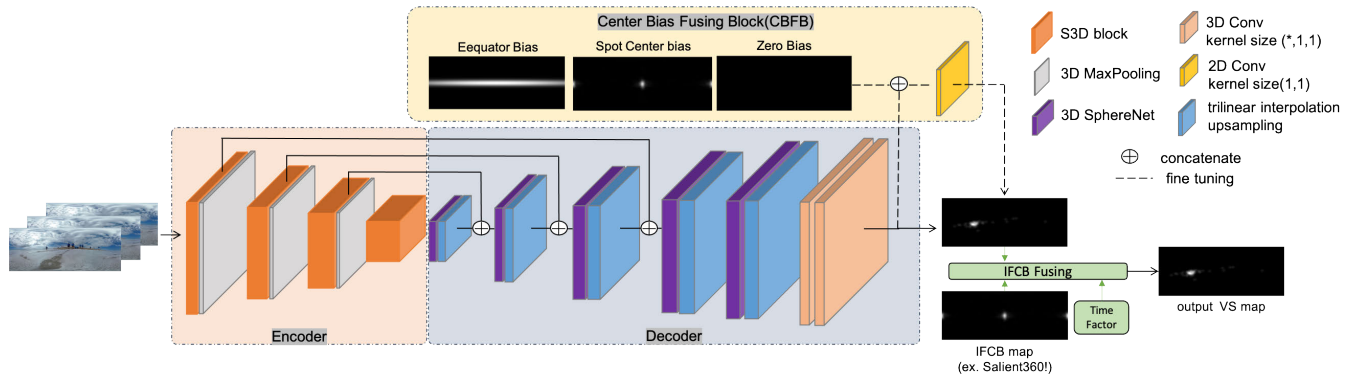 Center Bias Fusing Block(CBFB)
Eequator Bias
Spot Center bias
Zero Bias
Encoder
Decoder
S3D block
3D MaxPooling
3D SphereNet
3D Conv
kernel size (*,1,1)
2D Conv
kernel size(1,1)
trilinear interpolation
upsampling
concatenate
fine tuning
IFCB Fusing
Time
Factor
IFCB map
(ex. Salient360!)
output VS map